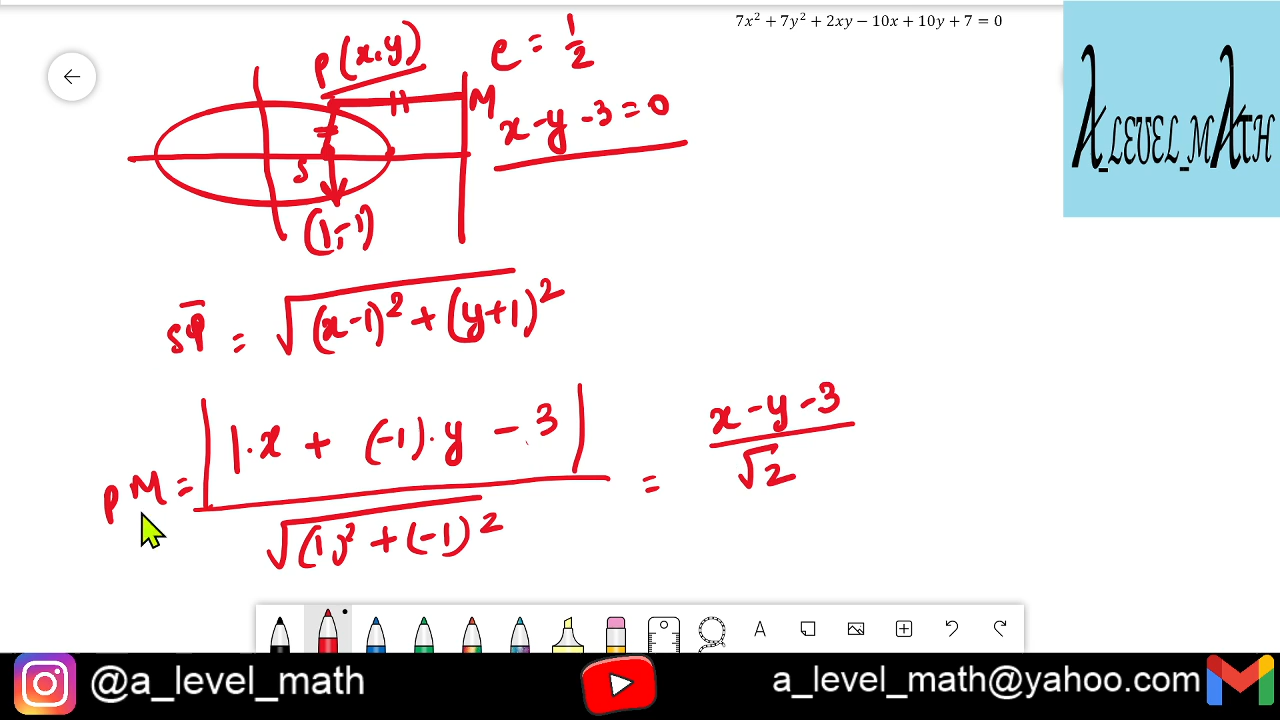 7x² + 7y² + 2xy − 10x + 10y + 7 = 0
P(x,y)
e = 1/2
M
x - y - 3 = 0
S
(1,-1)
SP = √((x-1)² + (y+1)²)
PM = |1·x + (-1)·y - 3| / √((1)² + (-1)²) = (x-y-3)/√2
A_LEVEL_MATH
A
@a_level_math
a_level_math@yahoo.com